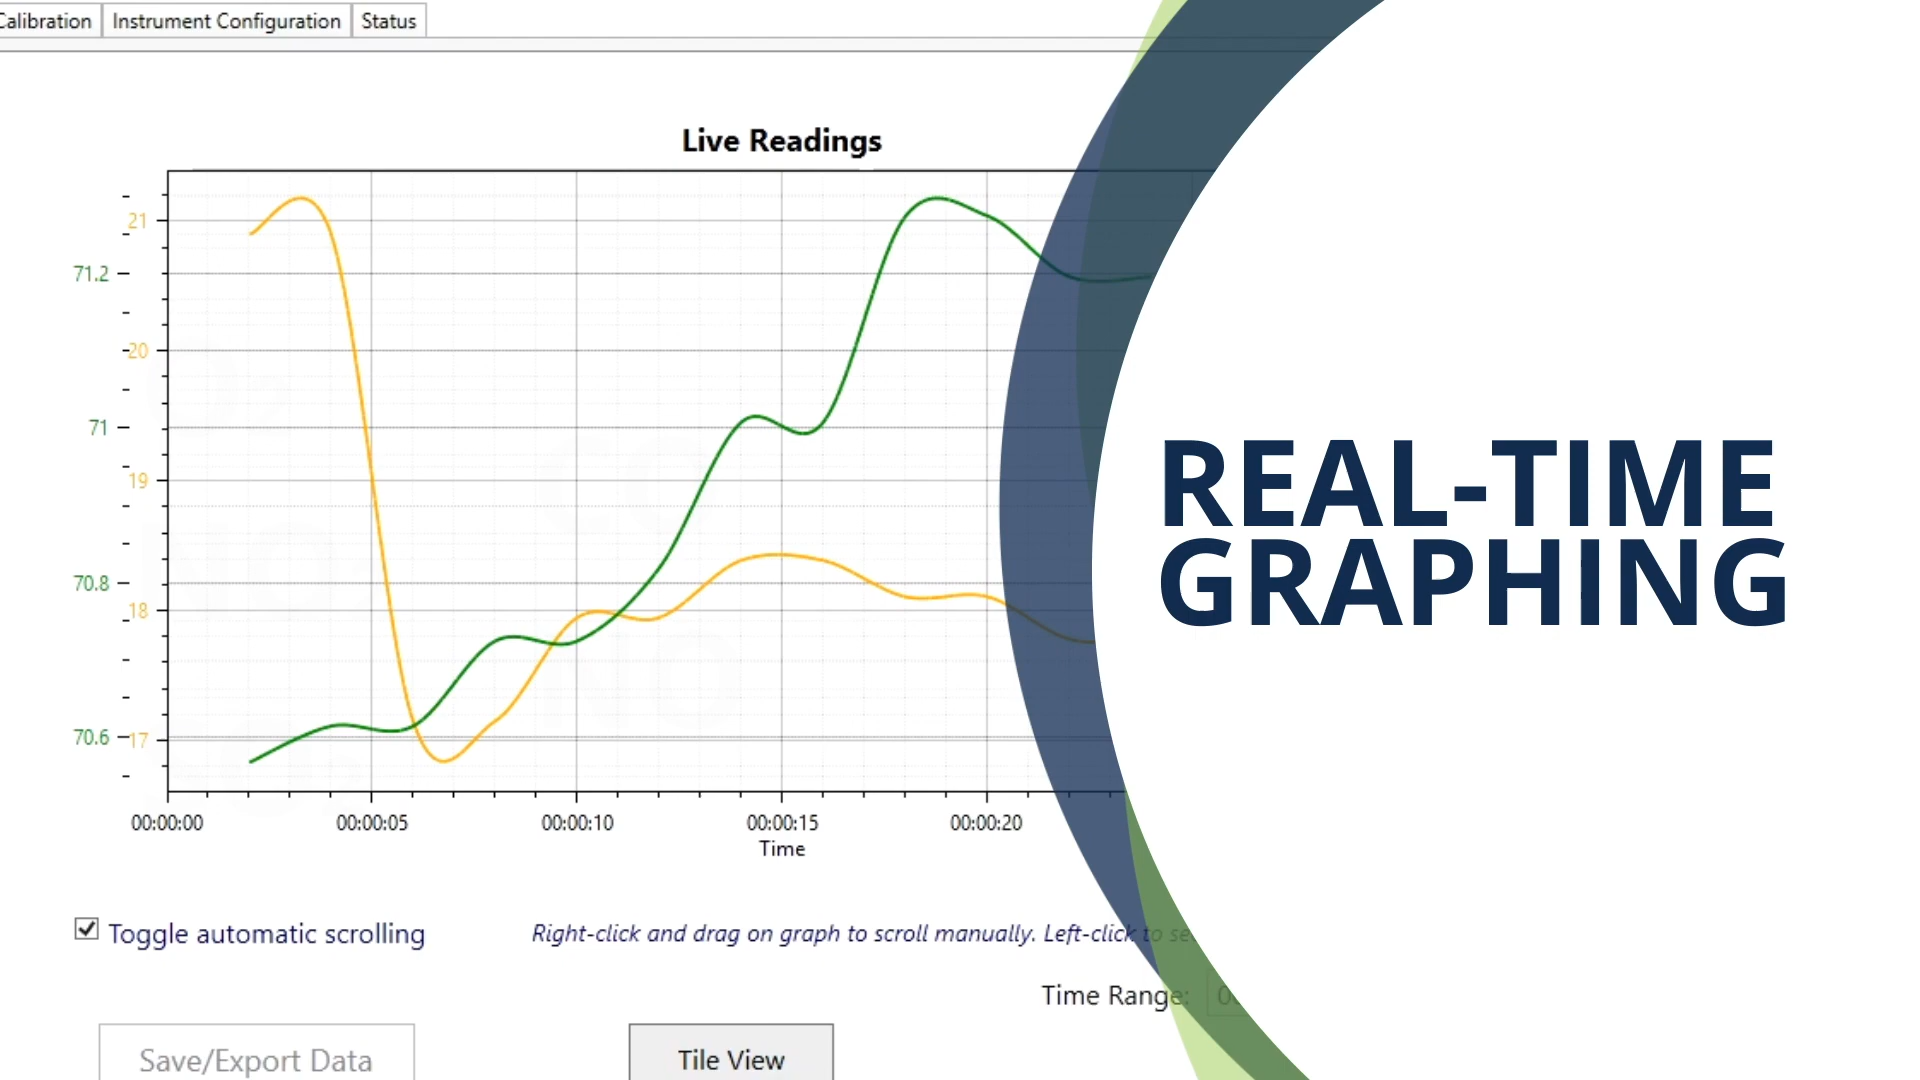 Calibration
Instrument Configuration
Status
Live Readings
21
71.2
20
71
19
70.8
18
70.6
17
00:00:00
00:00:05
00:00:10
00:00:15
00:00:20
Time
REAL-TIME
GRAPHING
Toggle automatic scrolling
Right-click and drag on graph to scroll manually. Left-click to se
Time Range:
Save/Export Data
Tile View